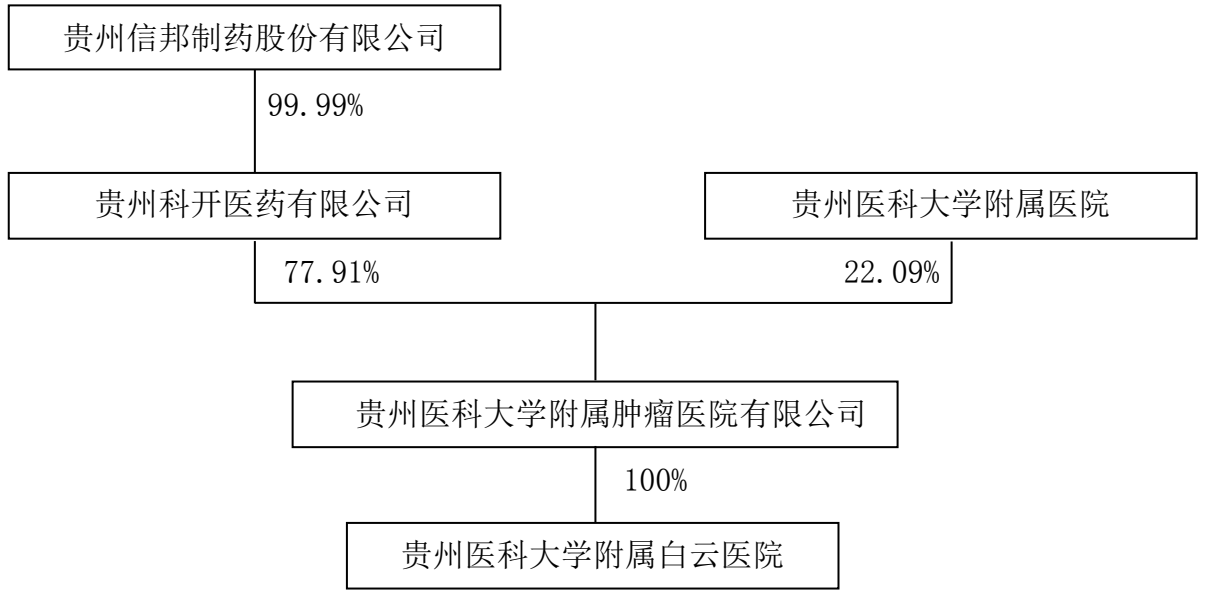 贵州信邦制药股份有限公司
99.99%
贵州科开医药有限公司
贵州医科大学附属医院
77.91%
22.09%
贵州医科大学附属肿瘤医院有限公司
100%
贵州医科大学附属白云医院